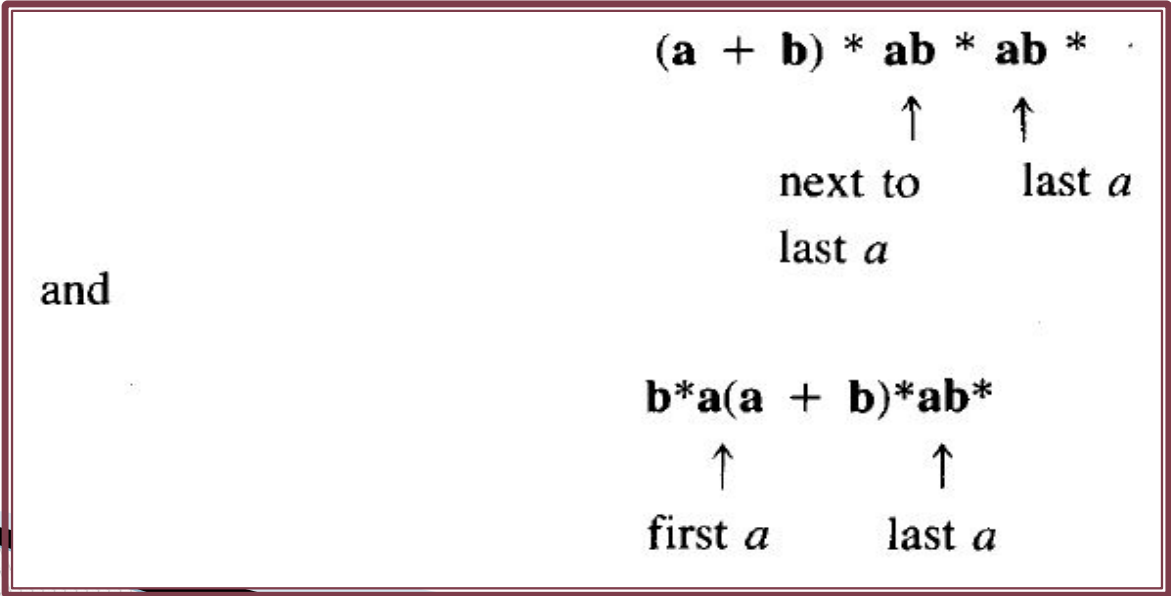 (a + b) * ab * ab *
↑ ↑
next to last a
last a
and
b*a(a + b)*ab*
↑ ↑
first a last a